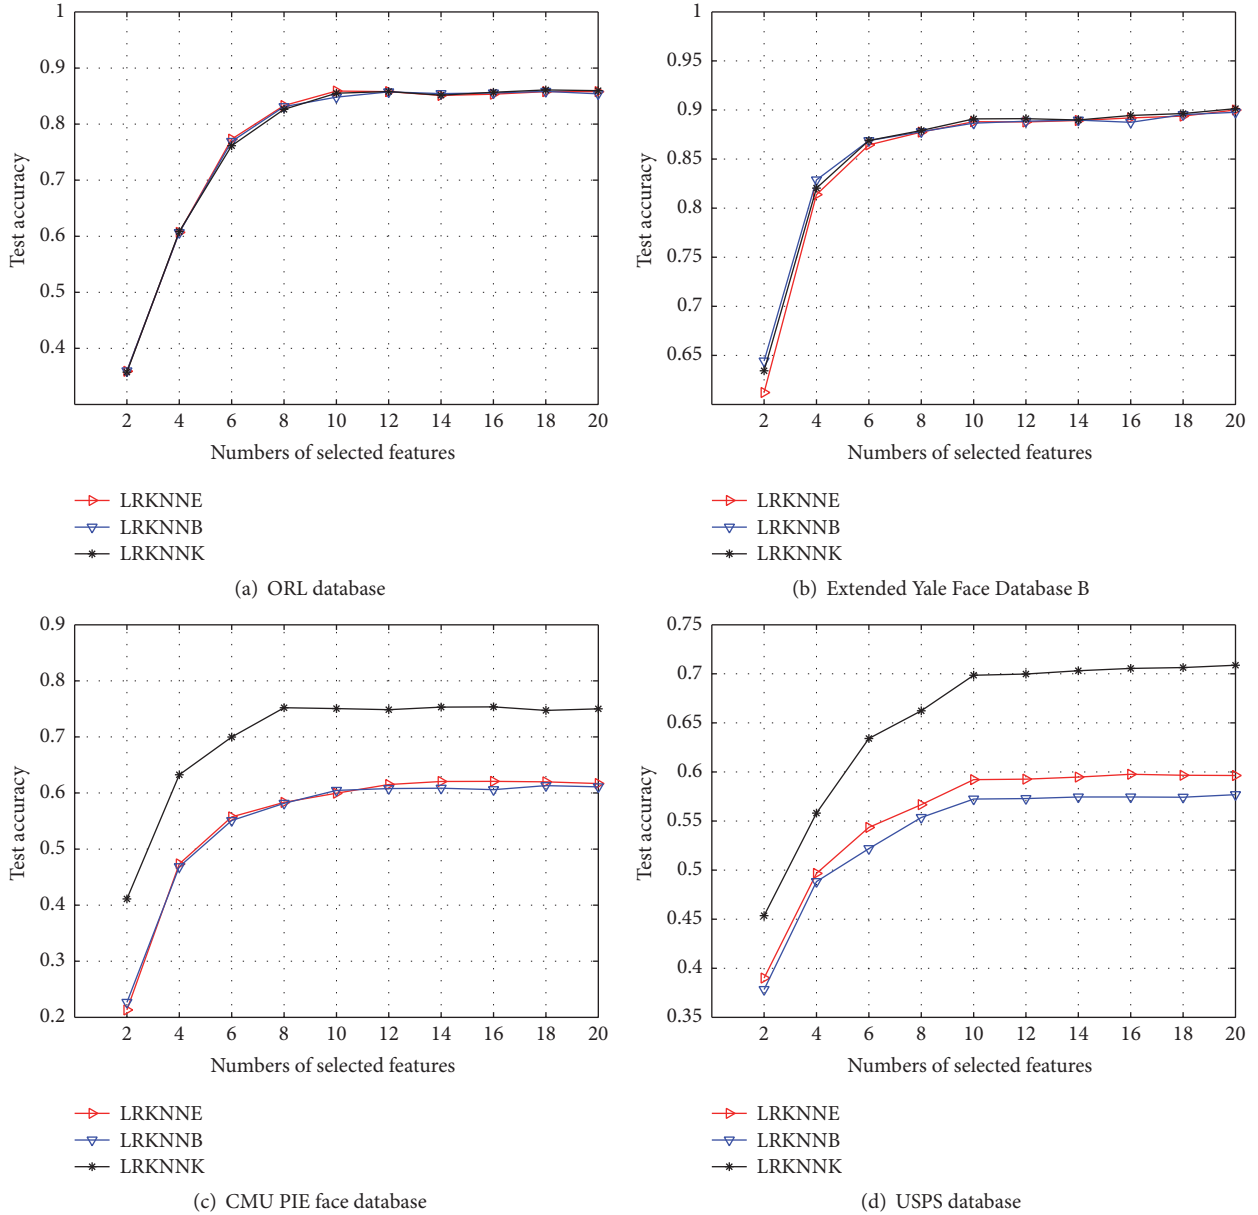 1
0.9
0.8
0.7
0.6
0.5
0.4
Test accuracy
2 4 6 8 10 12 14 16 18 20
Numbers of selected features
LRKNNE
LRKNNB
LRKNNK
(a) ORL database
1
0.95
0.9
0.85
0.8
0.75
0.7
0.65
Test accuracy
2 4 6 8 10 12 14 16 18 20
Numbers of selected features
LRKNNE
LRKNNB
LRKNNK
(b) Extended Yale Face Database B
0.9
0.8
0.7
0.6
0.5
0.4
0.3
0.2
Test accuracy
2 4 6 8 10 12 14 16 18 20
Numbers of selected features
LRKNNE
LRKNNB
LRKNNK
(c) CMU PIE face database
0.75
0.7
0.65
0.6
0.55
0.5
0.45
0.4
0.35
Test accuracy
2 4 6 8 10 12 14 16 18 20
Numbers of selected features
LRKNNE
LRKNNB
LRKNNK
(d) USPS database